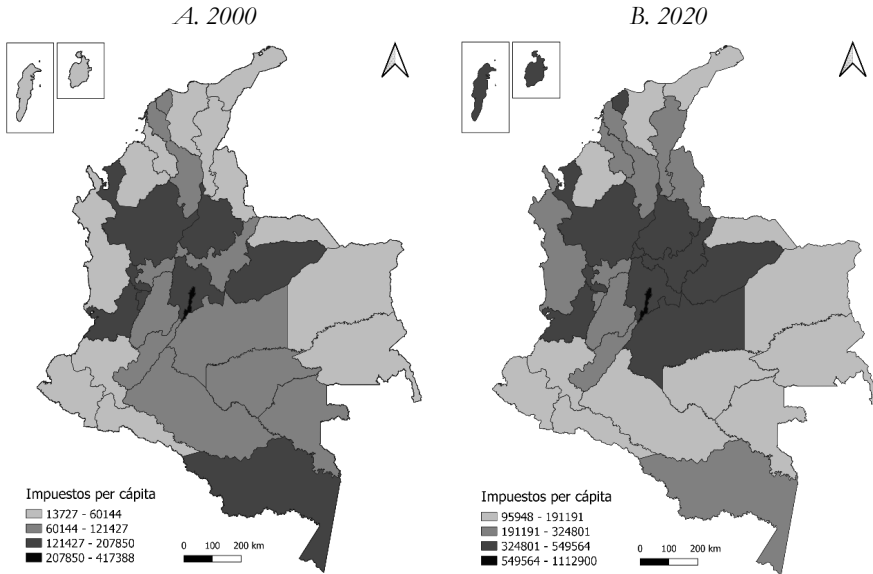 A. 2000
B. 2020
Impuestos per cápita
13727 - 60144
60144 - 121427
121427 - 207850
207850 - 417388
0 100 200 km
Impuestos per cápita
95948 - 191191
191191 - 324801
324801 - 549564
549564 - 1112900
0 100 200 km